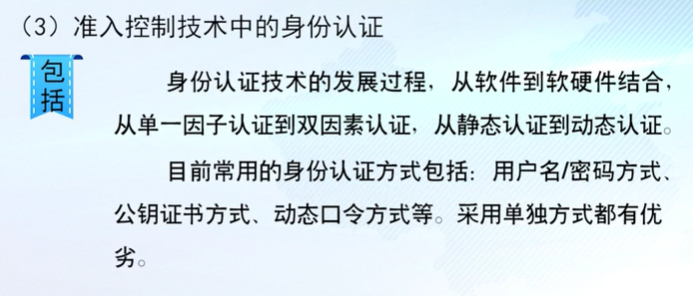 （3）准入控制技术中的身份认证
包括
身份认证技术的发展过程，从软件到软硬件结合，
从单一因子认证到双因素认证，从静态认证到动态认证。
目前常用的身份认证方式包括：用户名/密码方式、
公钥证书方式、动态口令方式等。采用单独方式都有优
劣。